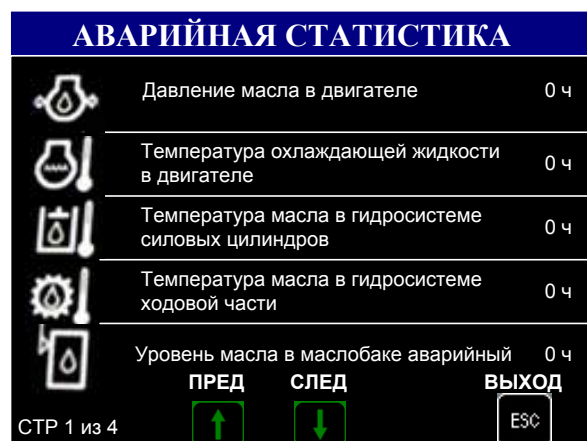 АВАРИЙНАЯ СТАТИСТИКА
Давление масла в двигателе 0 ч
Температура охлаждающей жидкости
в двигателе 0 ч
Температура масла в гидросистеме
силовых цилиндров 0 ч
Температура масла в гидросистеме
ходовой части 0 ч
Уровень масла в маслобаке аварийный 0 ч
ПРЕД СЛЕД ВЫХОД
СТР 1 из 4 ESC